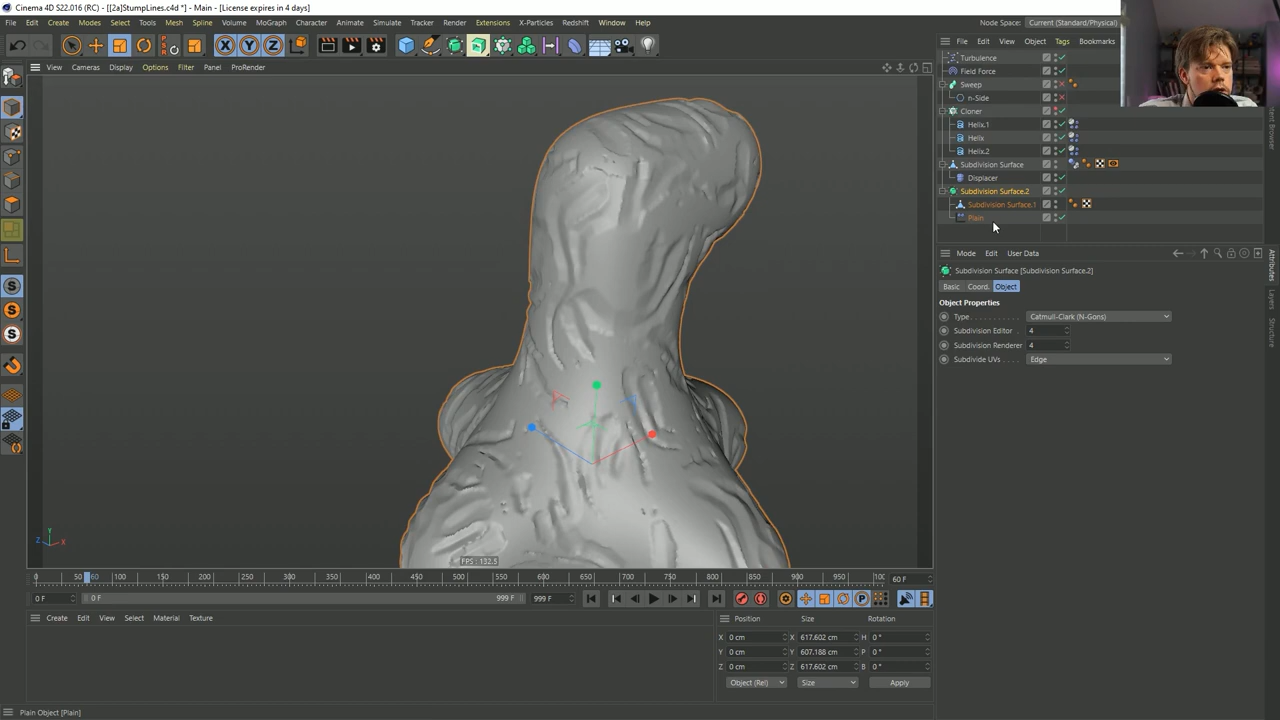 Cinema 4D S22.016 (RC) - [[2a]StumpLines.c4d *] - Main - [License expires in 4 days]
File Edit Create Modes Select Tools Mesh Spline Volume MoGraph Character Animate Simulate Tracker Render Extensions X-Particles Redshift Window Help
Node Space: Current (Standard/Physical)
X Y Z
File Edit View Object Tags Bookmarks
View Cameras Display Options Filter Panel ProRender
Turbulence
Field Force
Sweep
n-Side
Cloner
Helix.1
Helix
Helix.2
Subdivision Surface
Displacer
Subdivision Surface.2
Subdivision Surface.1
Plain
Mode Edit User Data
Subdivision Surface [Subdivision Surface.2]
Basic Coord. Object
Object Properties
Type Catmull-Clark (N-Gons)
Subdivision Editor 4
Subdivision Renderer 4
Subdivide UVs Edge
Attributes
Layers
Structure
Y
Z X
FPS : 132.5
0 50 60 100 150 200 250 300 350 400 450 500 550 600 650 700 750 800 850 900 950 100
60 F
0 F 0 F 999 F 999 F
Create Edit View Select Material Texture
Position Size Rotation
X 0 cm X 617.602 cm H 0 °
Y 0 cm Y 607.188 cm P 0 °
Z 0 cm Z 617.602 cm B 0 °
Object (Rel) Size Apply
Plain Object [Plain]